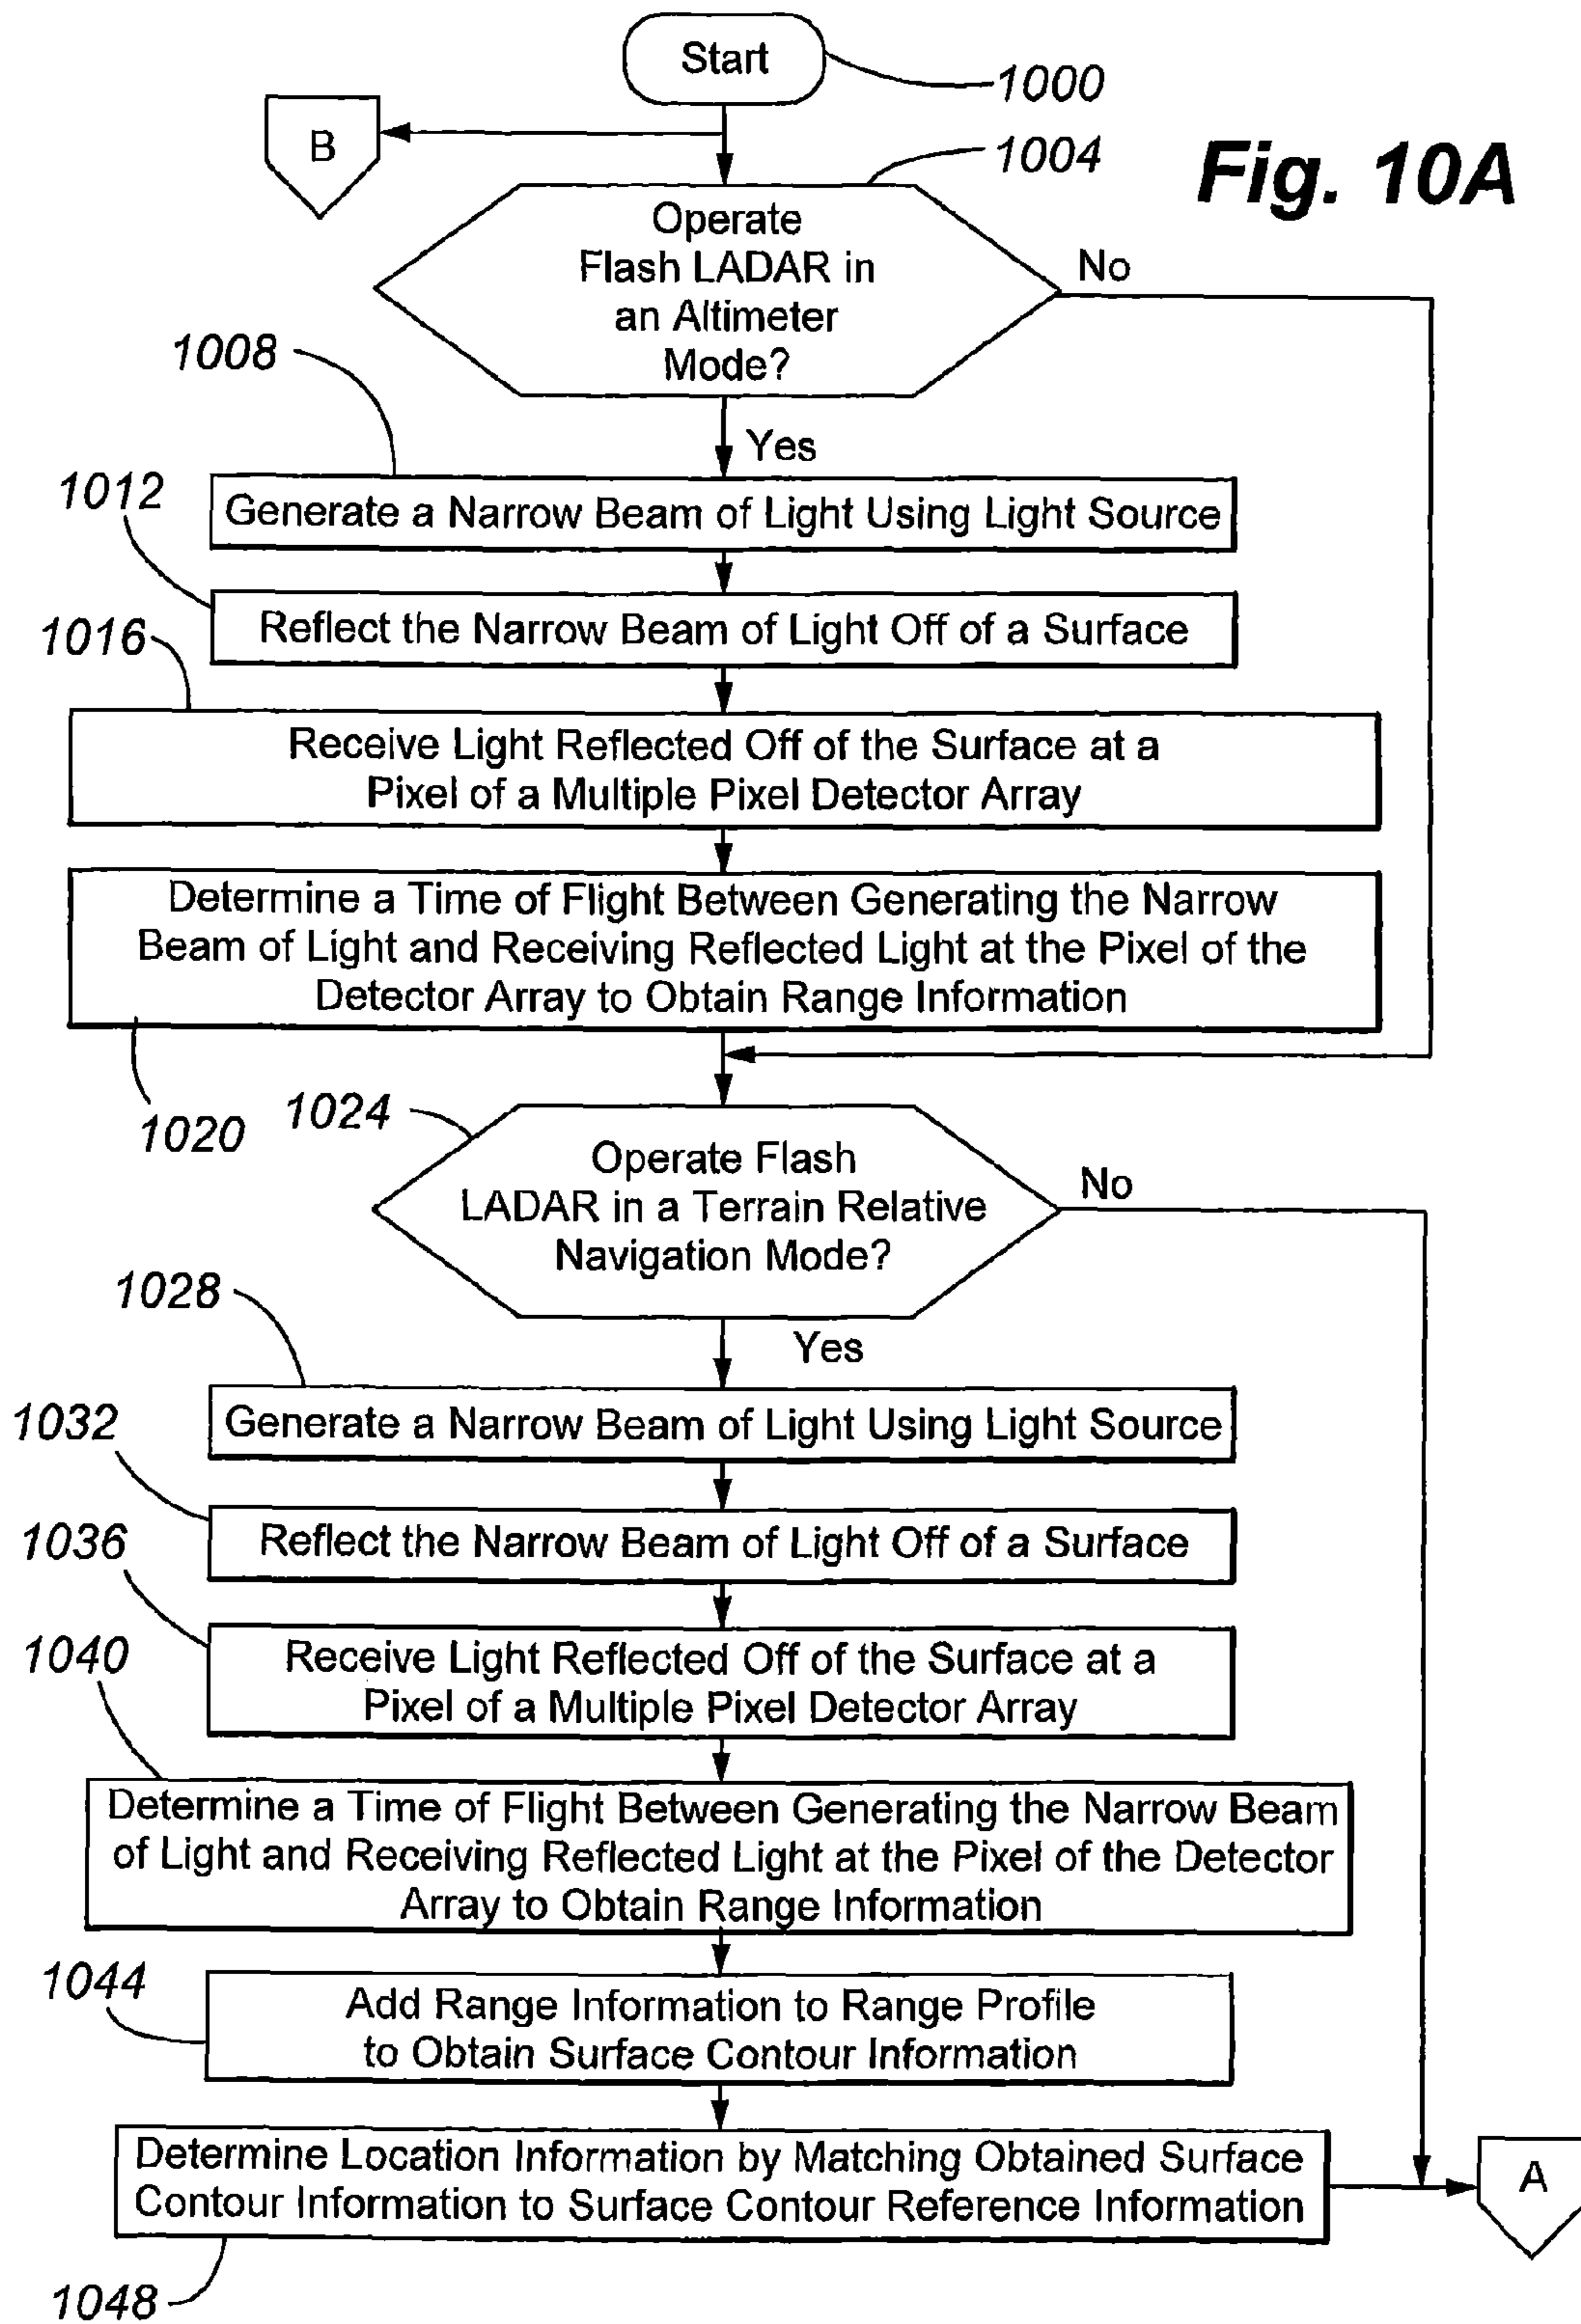 Start
1000
B
Fig. 10A
1004
Operate
Flash LADAR in
an Altimeter
Mode?
No
1008
Yes
1012
Generate a Narrow Beam of Light Using Light Source
Reflect the Narrow Beam of Light Off of a Surface
1016
Receive Light Reflected Off of the Surface at a
Pixel of a Multiple Pixel Detector Array
Determine a Time of Flight Between Generating the Narrow
Beam of Light and Receiving Reflected Light at the Pixel of the
Detector Array to Obtain Range Information
1020
1024
Operate Flash
LADAR in a Terrain Relative
Navigation Mode?
No
1028
Yes
1032
Generate a Narrow Beam of Light Using Light Source
1036
Reflect the Narrow Beam of Light Off of a Surface
1040
Receive Light Reflected Off of the Surface at a
Pixel of a Multiple Pixel Detector Array
Determine a Time of Flight Between Generating the Narrow Beam
of Light and Receiving Reflected Light at the Pixel of the Detector
Array to Obtain Range Information
1044
Add Range Information to Range Profile
to Obtain Surface Contour Information
Determine Location Information by Matching Obtained Surface
Contour Information to Surface Contour Reference Information
A
1048